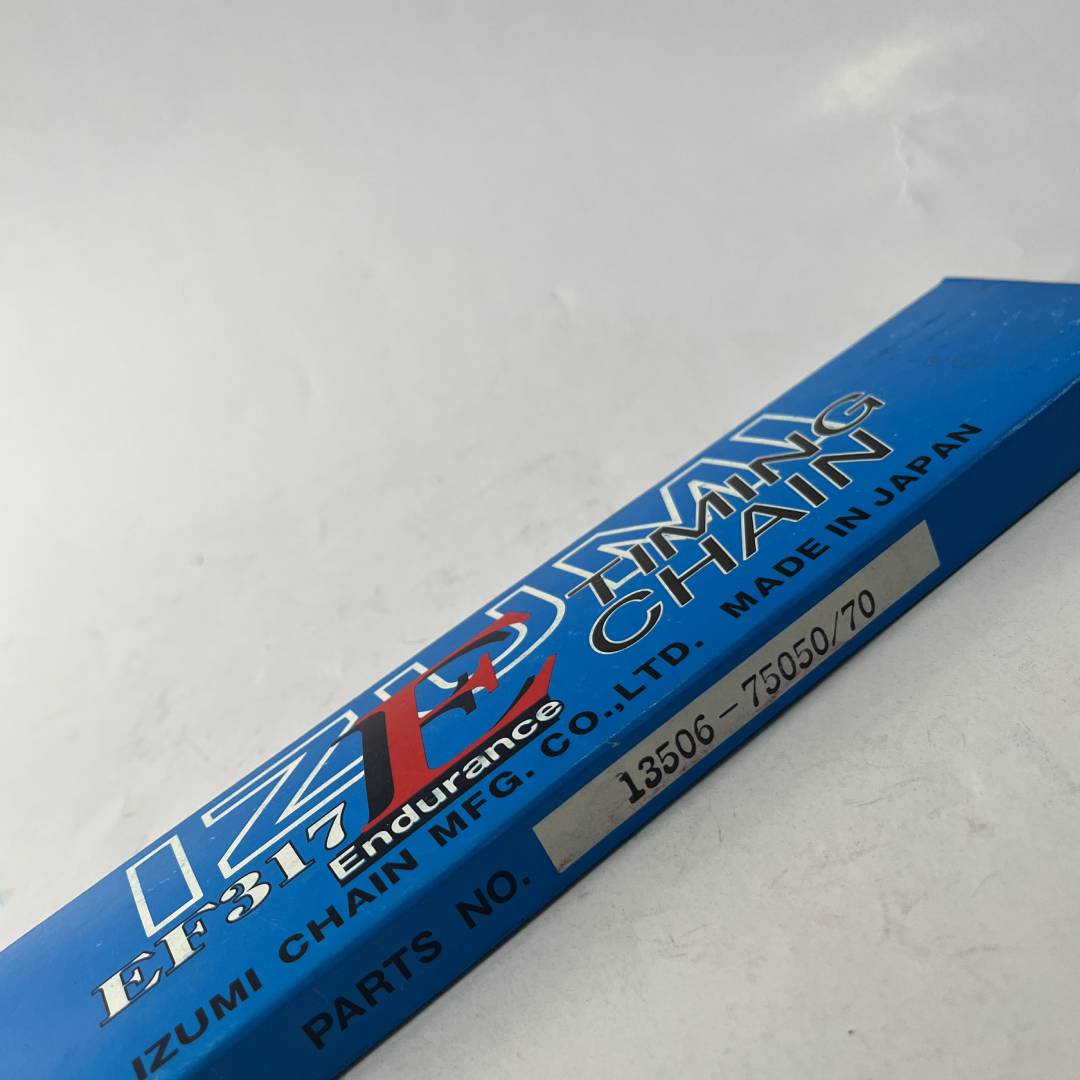 IZUMI
TIMING
CHAIN
E
Endurance
EF317
IZUMI CHAIN MFG. CO.,LTD. MADE IN JAPAN
PARTS NO. 13506-75050/70